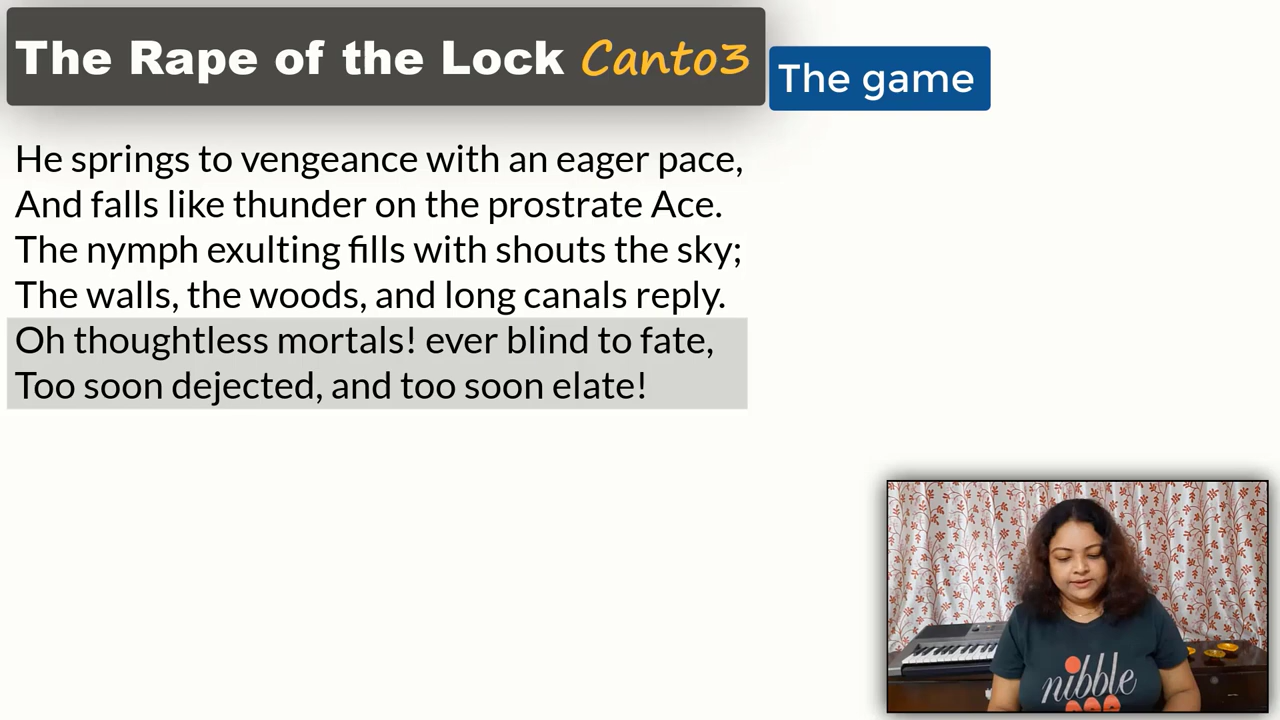 The Rape of the Lock Canto3
The game
He springs to vengeance with an eager pace,
And falls like thunder on the prostrate Ace.
The nymph exulting fills with shouts the sky;
The walls, the woods, and long canals reply.
Oh thoughtless mortals! ever blind to fate,
Too soon dejected, and too soon elate!
nibble